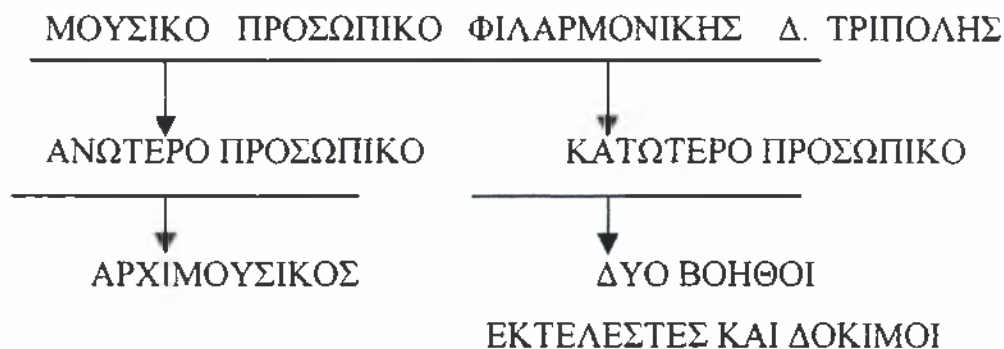 ΜΟΥΣΙΚΟ ΠΡΟΣΩΠΙΚΟ ΦΙΛΑΡΜΟΝΙΚΗΣ Δ. ΤΡΙΠΟΛΗΣ
ΑΝΩΤΕΡΟ ΠΡΟΣΩΠΙΚΟ ΚΑΤΩΤΕΡΟ ΠΡΟΣΩΠΙΚΟ
ΑΡΧΙΜΟΥΣΙΚΟΣ ΔΥΟ ΒΟΗΘΟΙ
ΕΚΤΕΛΕΣΤΕΣ ΚΑΙ ΔΟΚΙΜΟΙ